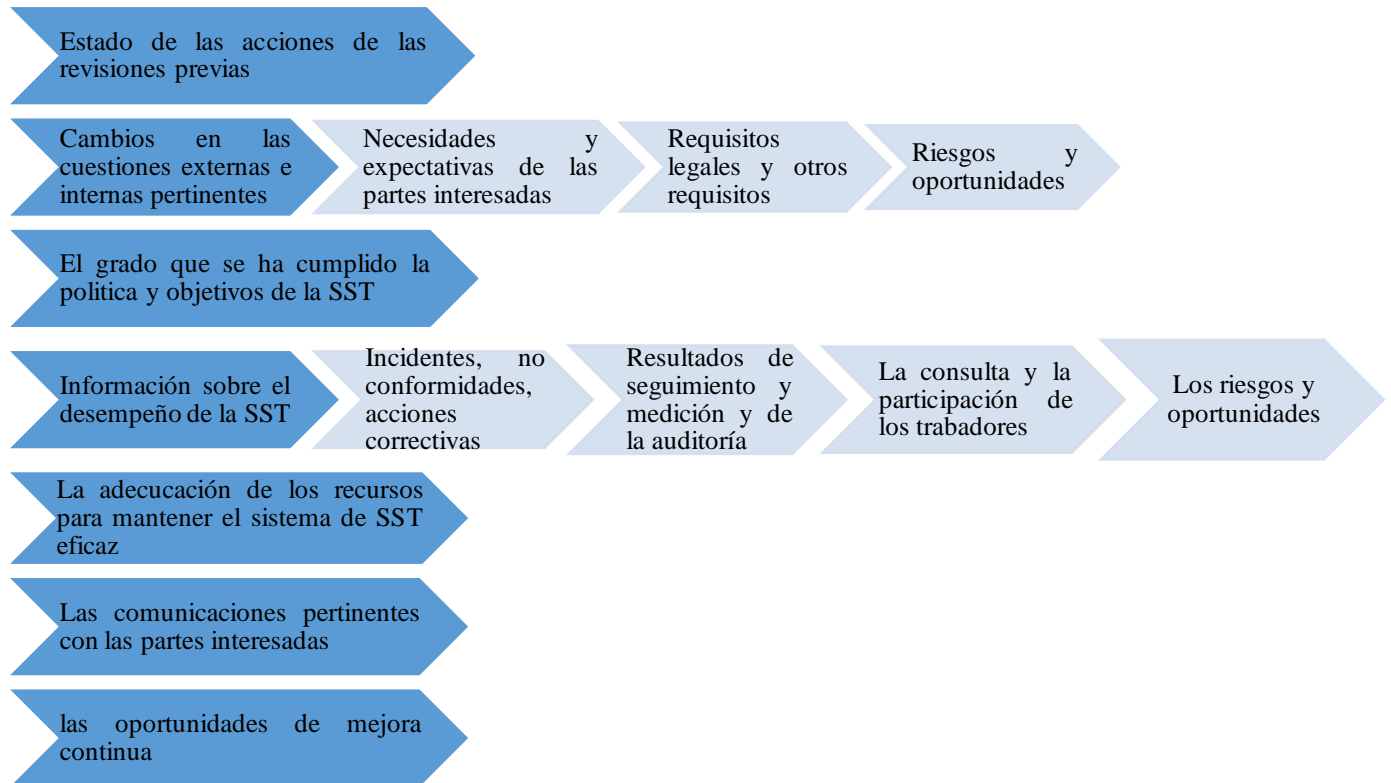 Estado de las acciones de las
revisiones previas
Cambios en las
cuestiones externas e
internas pertinentes
Necesidades y
expectativas de las
partes interesadas
Requisitos
legales y otros
requisitos
Riesgos y
oportunidades
El grado que se ha cumplido la
politica y objetivos de la SST
Información sobre el
desempeño de la SST
Incidentes, no
conformidades,
acciones
correctivas
Resultados de
seguimiento y
medición y de
la auditoría
La consulta y la
participación de
los trabadores
Los riesgos y
oportunidades
La adecucación de los recursos
para mantener el sistema de SST
eficaz
Las comunicaciones pertinentes
con las partes interesadas
las oportunidades de mejora
continua